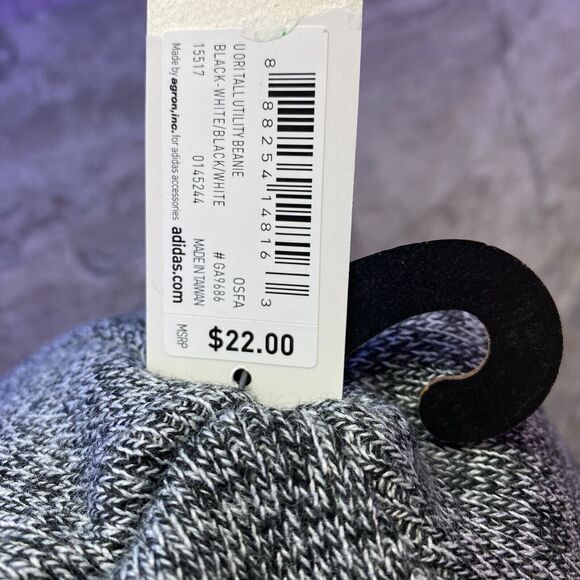 8 88254 14816 3
U ORITALL UTILITY BEANIE OSFA
BLACK-WHITE/BLACK/WHITE # GA9686
15517 0145244 MADE IN TAIWAN
Made by agron, inc. for adidas accessories adidas.com
MSRP $22.00